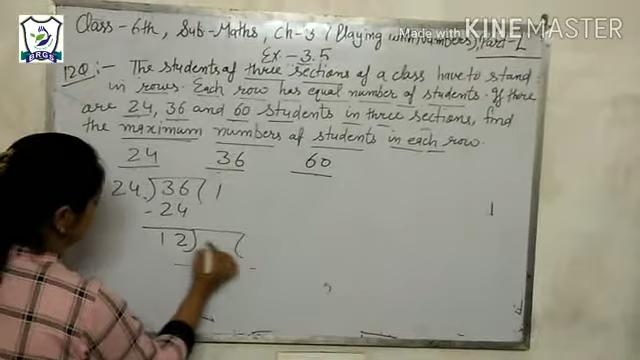 Made with KINEMASTER
Class - 6th, Sub - Maths, Ch - 3 (Playing with Numbers) Part - L
Ex. - 3.5
12Q:- The students of three sections of a class have to stand
in rows. Each row has equal number of students. If there
are 24, 36 and 60 students in three sections, find
the maximum numbers of students in each row.
24 36 60
24) 36 ( 1
- 24
12) (
SRGS